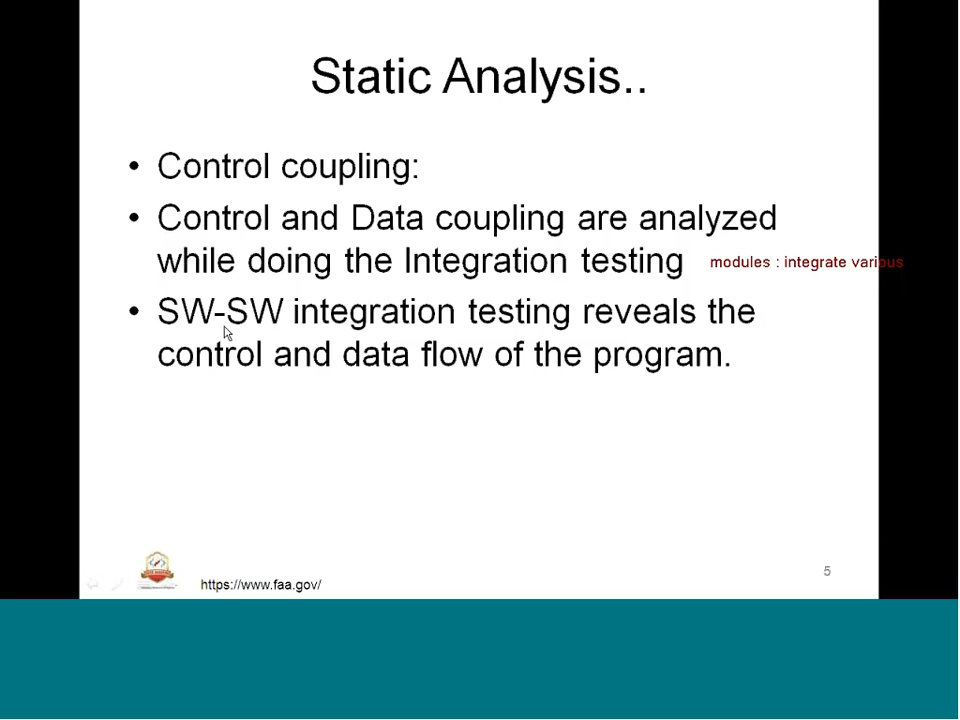 Static Analysis..
• Control coupling:
• Control and Data coupling are analyzed
while doing the Integration testing
modules : integrate various
• SW-SW integration testing reveals the
control and data flow of the program.
https://www.faa.gov/
5